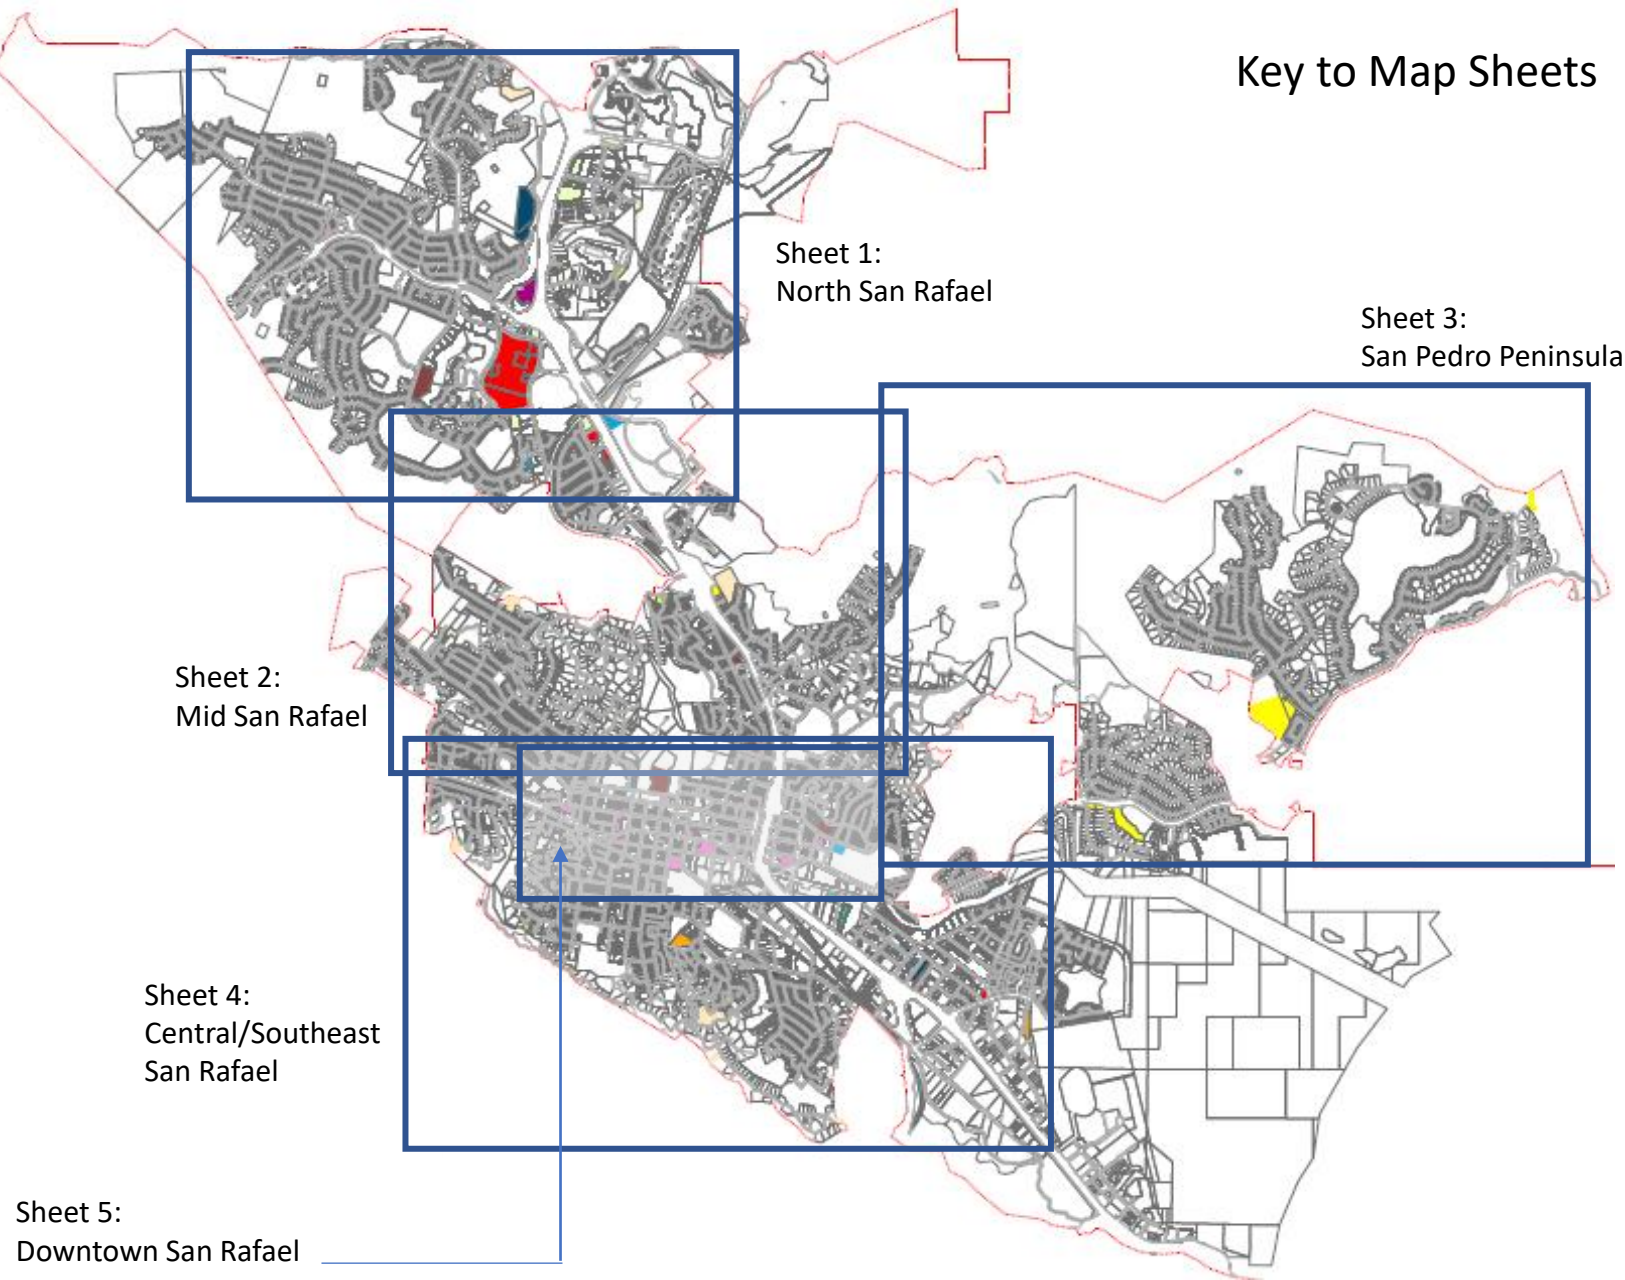 Key to Map Sheets
Sheet 1:
North San Rafael
Sheet 3:
San Pedro Peninsula
Sheet 2:
Mid San Rafael
Sheet 4:
Central/Southeast
San Rafael
Sheet 5:
Downtown San Rafael